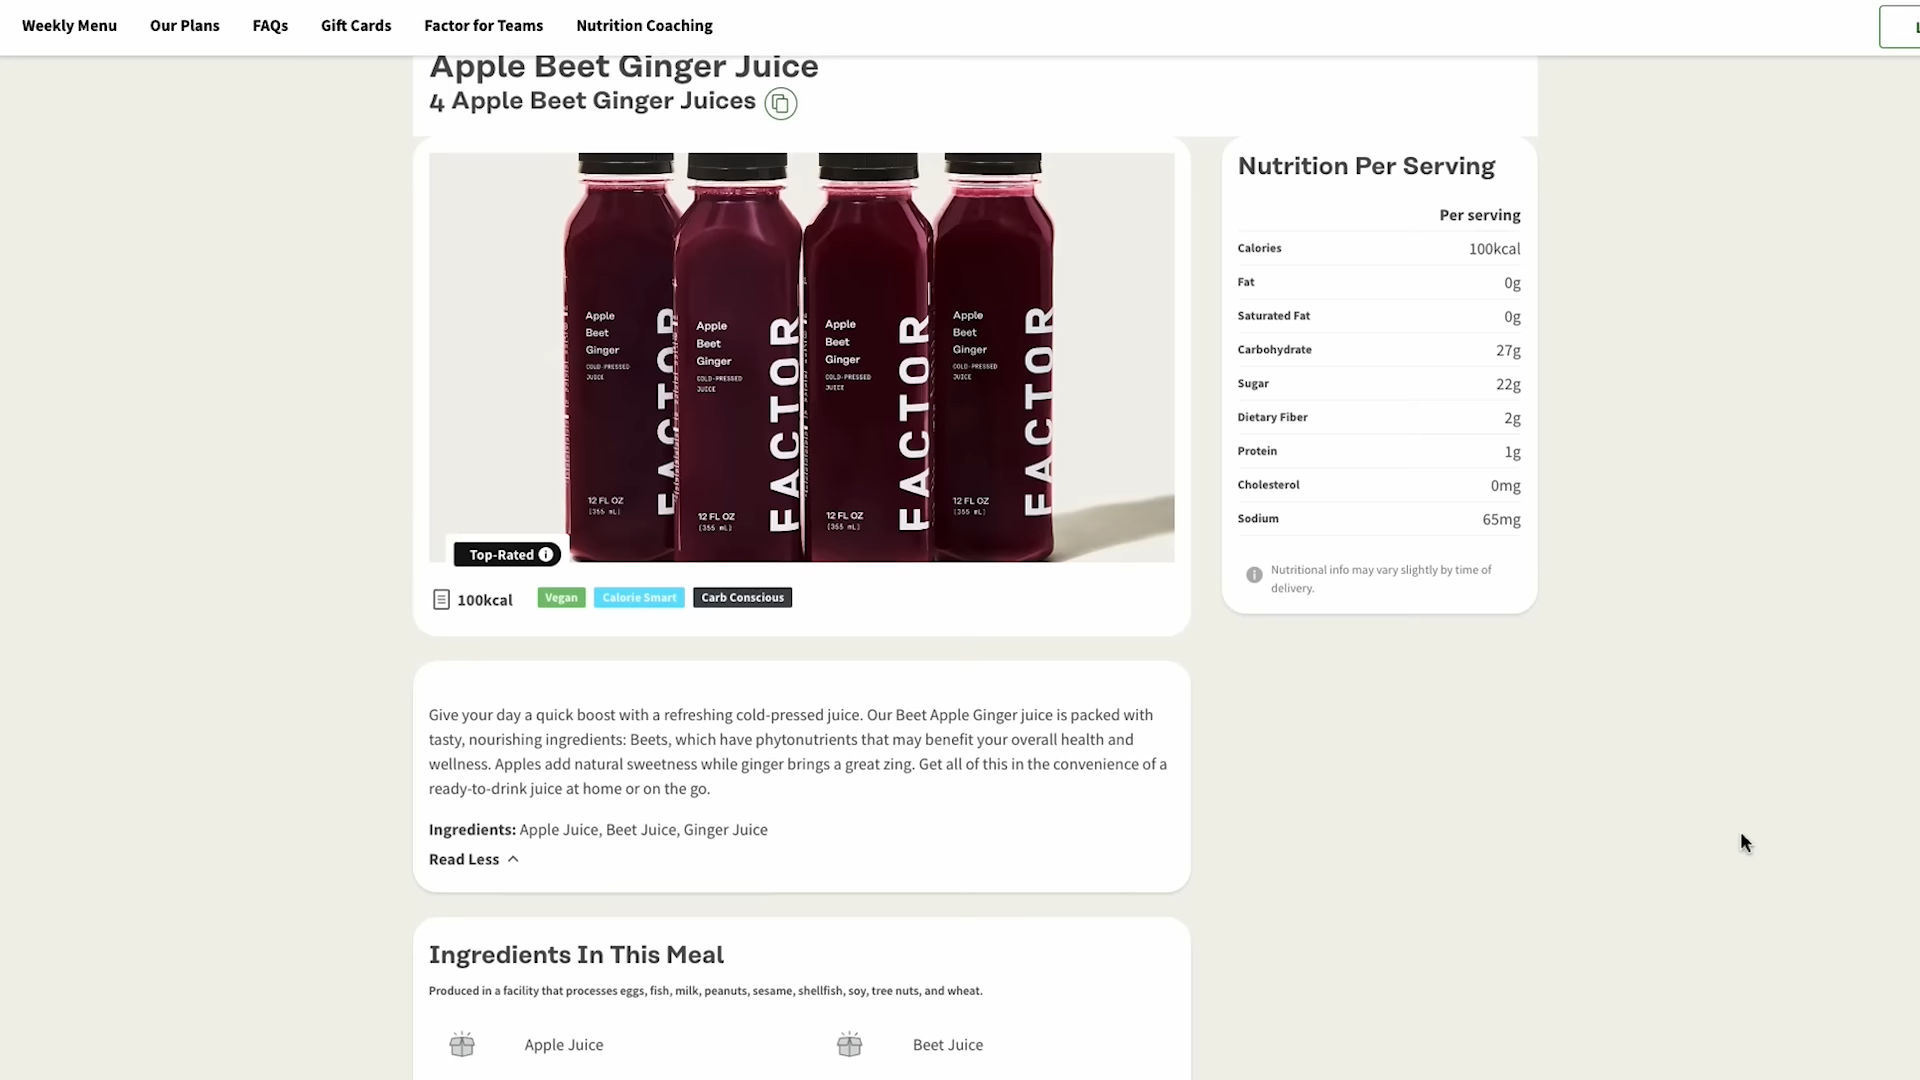 Weekly Menu Our Plans FAQs Gift Cards Factor for Teams Nutrition Coaching
Apple Beet Ginger Juice
4 Apple Beet Ginger Juices
Apple
Beet
Ginger
COLD-PRESSED
JUICE
FACTOR
12 FL OZ
(355 mL)
Apple
Beet
Ginger
COLD-PRESSED
JUICE
FACTOR
12 FL OZ
(355 mL)
Apple
Beet
Ginger
COLD-PRESSED
JUICE
FACTOR
12 FL OZ
(355 mL)
Apple
Beet
Ginger
COLD-PRESSED
JUICE
FACTOR
12 FL OZ
(355 mL)
Top-Rated
100kcal Vegan Calorie Smart Carb Conscious
Nutrition Per Serving
Per serving
Calories 100kcal
Fat 0g
Saturated Fat 0g
Carbohydrate 27g
Sugar 22g
Dietary Fiber 2g
Protein 1g
Cholesterol 0mg
Sodium 65mg
Nutritional info may vary slightly by time of
delivery.
Give your day a quick boost with a refreshing cold-pressed juice. Our Beet Apple Ginger juice is packed with
tasty, nourishing ingredients: Beets, which have phytonutrients that may benefit your overall health and
wellness. Apples add natural sweetness while ginger brings a great zing. Get all of this in the convenience of a
ready-to-drink juice at home or on the go.
Ingredients: Apple Juice, Beet Juice, Ginger Juice
Read Less
Ingredients In This Meal
Produced in a facility that processes eggs, fish, milk, peanuts, sesame, shellfish, soy, tree nuts, and wheat.
Apple Juice Beet Juice